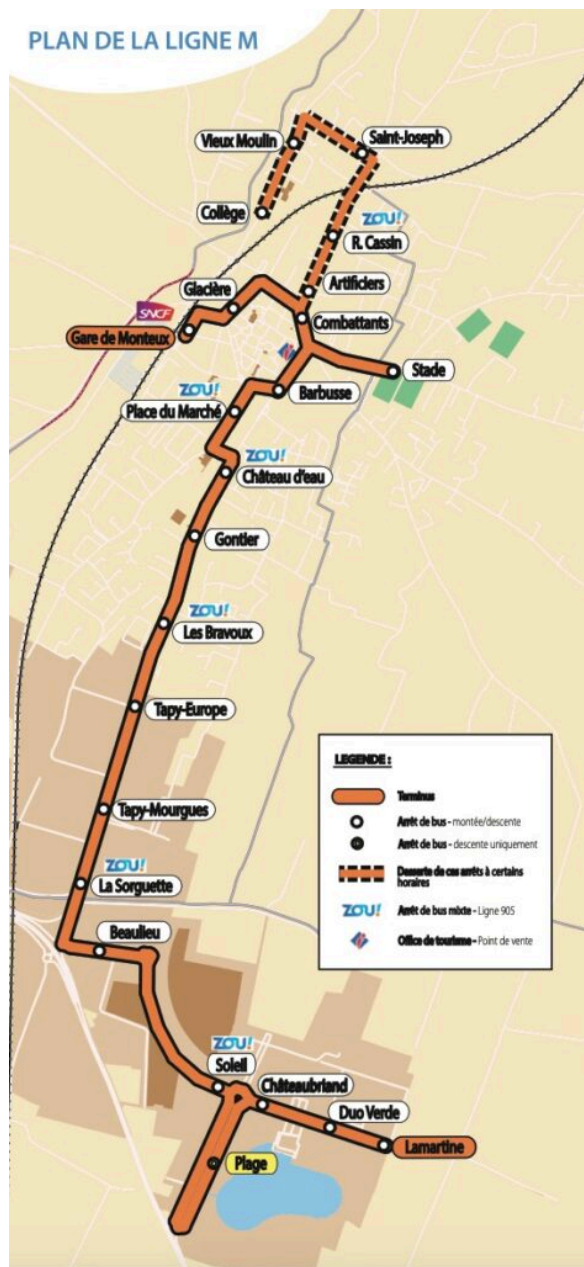 PLAN DE LA LIGNE M
Vieux Moulin
Saint-Joseph
Collège
ZOU!
R. Cassin
Glacière
Artificiers
SNCF
Combattants
Gare de Monteux
Stade
ZOU!
Barbusse
Place du Marché
ZOU!
Château d'eau
Gontier
ZOU!
Les Bravoux
Tapy-Europe
Tapy-Mourgues
ZOU!
La Sorguette
Beaulieu
ZOU!
Soleil
Châteaubriand
Duo Verde
Lamartine
Plage
LEGENDE :
Terminus
Arrêt de bus - montée/descente
Arrêt de bus - descente uniquement
Desserte de ces arrêts à certains
horaires
ZOU! Arrêt de bus mixte - Ligne 905
Office de tourisme - Point de vente